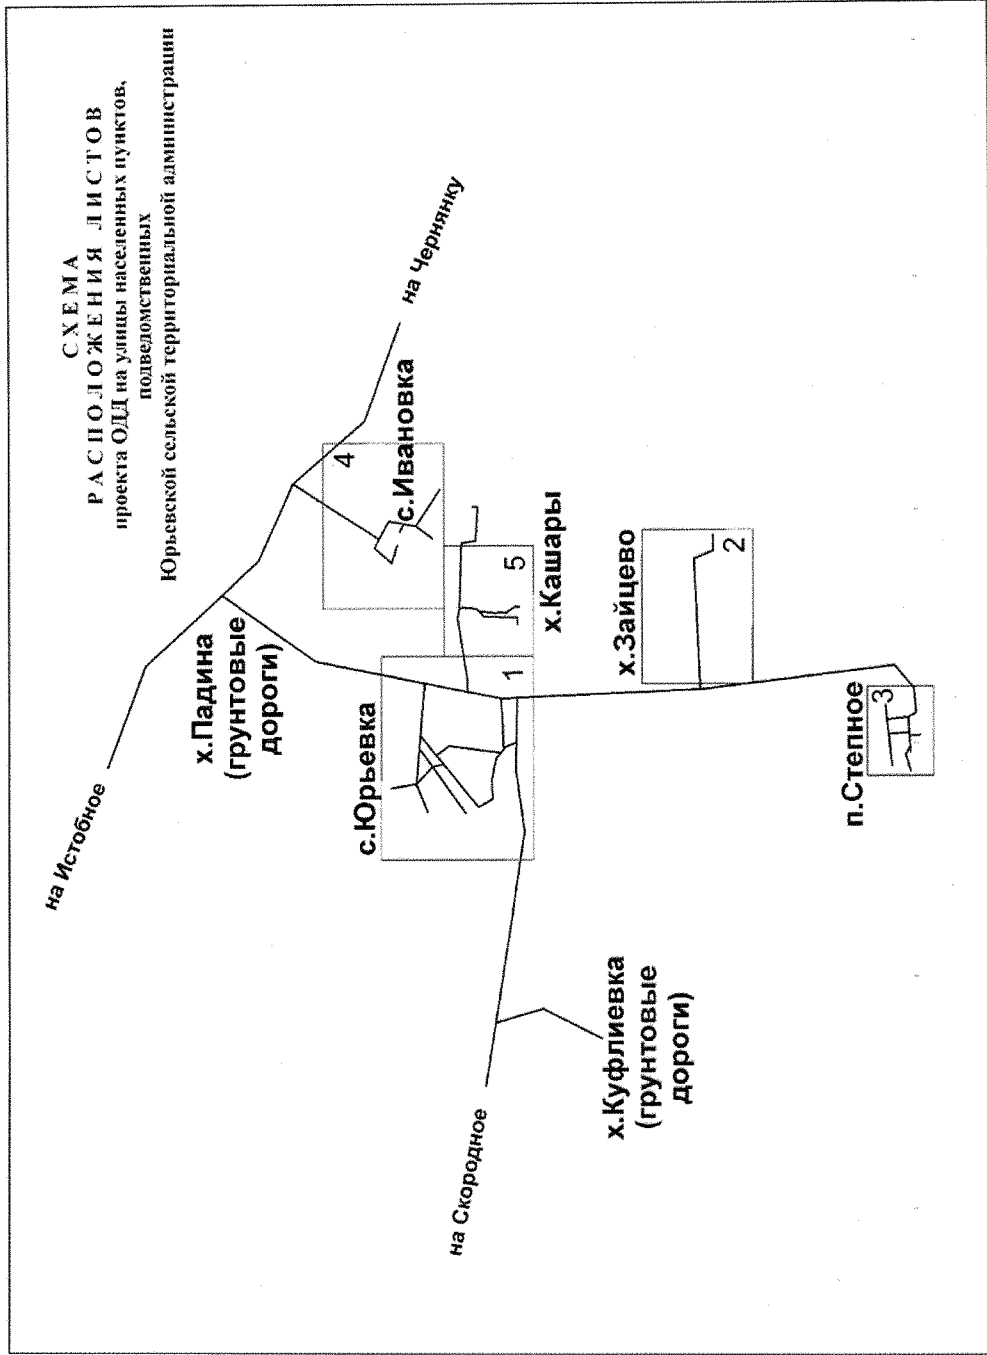 СХЕМА
РАСПОЛОЖЕНИЯ ЛИСТОВ
проекта ОДД на улицы населенных пунктов,
подведомственных
Юрьевской сельской территориальной администрации
на Истобное
х.Падина
(грунтовые
дороги)
на Чернянку
4
с.Ивановка
с.Юрьевка
1
5
х.Кашары
на Скородное
х.Куфлиевка
(грунтовые
дороги)
х.Зайцево
2
п.Степное
3